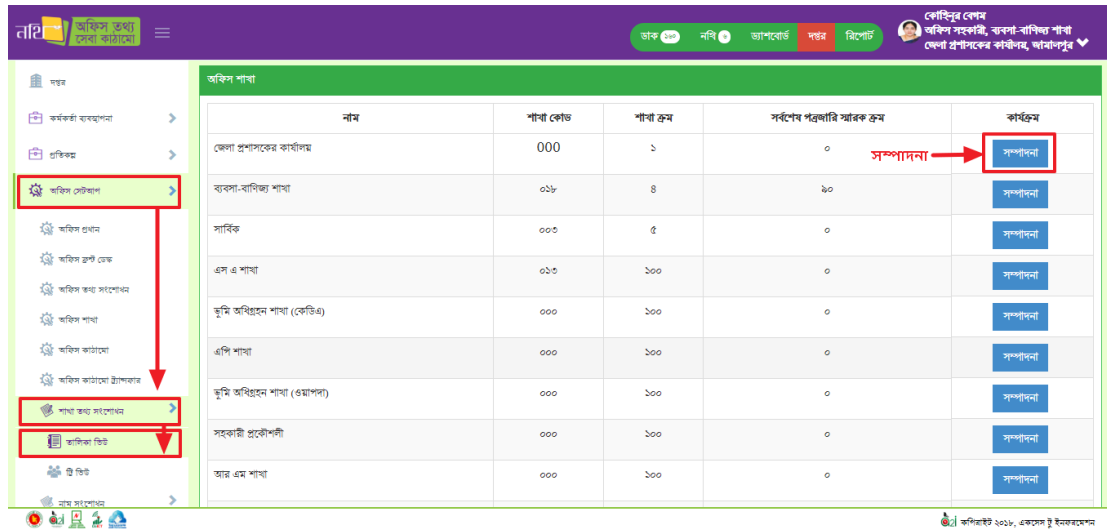 নথি অফিস তথ্য
সেবা কাঠামো
ডাক ১৬০ নথি ৬ ড্যাশবোর্ড দপ্তর রিপোর্ট
কোহিনুর বেগম
অফিস সহকারী, ব্যবসা-বাণিজ্য শাখা
জেলা প্রশাসকের কার্যালয়, জামালপুর
দপ্তর
কর্মকর্তা ব্যবস্থাপনা
প্রতিকল্প
অফিস সেটআপ
অফিস প্রধান
অফিস ফ্রন্ট ডেস্ক
অফিস তথ্য সংশোধন
অফিস শাখা
অফিস কাঠামো
অফিস কাঠামো ট্রান্সফার
শাখা তথ্য সংশোধন
তালিকা ভিউ
ট্রি ভিউ
নাম সংশোধন
অফিস শাখা
নাম শাখা কোড শাখা ক্রম সর্বশেষ পত্রজারি স্মারক ক্রম কার্যক্রম
জেলা প্রশাসকের কার্যালয় 000 ১ ০ সম্পাদনা সম্পাদনা
ব্যবসা-বাণিজ্য শাখা ০১৮ ৪ ৯০ সম্পাদনা
সার্বিক ০০৩ ৫ ০ সম্পাদনা
এস এ শাখা ০১৩ ১০০ ০ সম্পাদনা
ভূমি অধিগ্রহন শাখা (কেডিএ) ০০০ ১০০ ০ সম্পাদনা
এপি শাখা ০০০ ১০০ ০ সম্পাদনা
ভূমি অধিগ্রহন শাখা (ওয়াপদা) ০০০ ১০০ ০ সম্পাদনা
সহকারী প্রকৌশলী ০০০ ১০০ ০ সম্পাদনা
আর এম শাখা ০০০ ১০০ ০ সম্পাদনা
কপিরাইট ২০১৮, একসেস টু ইনফরমেশন